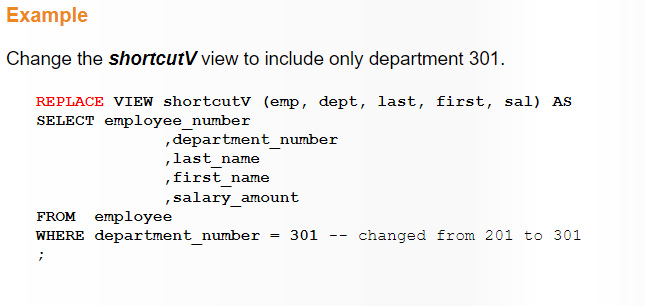 Example
Change the shortcutV view to include only department 301.
REPLACE VIEW shortcutV (emp, dept, last, first, sal) AS
SELECT employee_number
,department_number
,last_name
,first_name
,salary_amount
FROM employee
WHERE department_number = 301 -- changed from 201 to 301
;